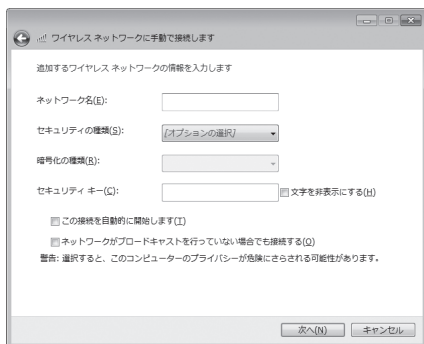 ワイヤレス ネットワークに手動で接続します
追加するワイヤレス ネットワークの情報を入力します
ネットワーク名(E):
セキュリティの種類(S): [オプションの選択]
暗号化の種類(R):
セキュリティ キー(C): 文字を非表示にする(H)
この接続を自動的に開始します(T)
ネットワークがブロードキャストを行っていない場合でも接続する(O)
警告: 選択すると、このコンピューターのプライバシーが危険にさらされる可能性があります。
次へ(N) キャンセル